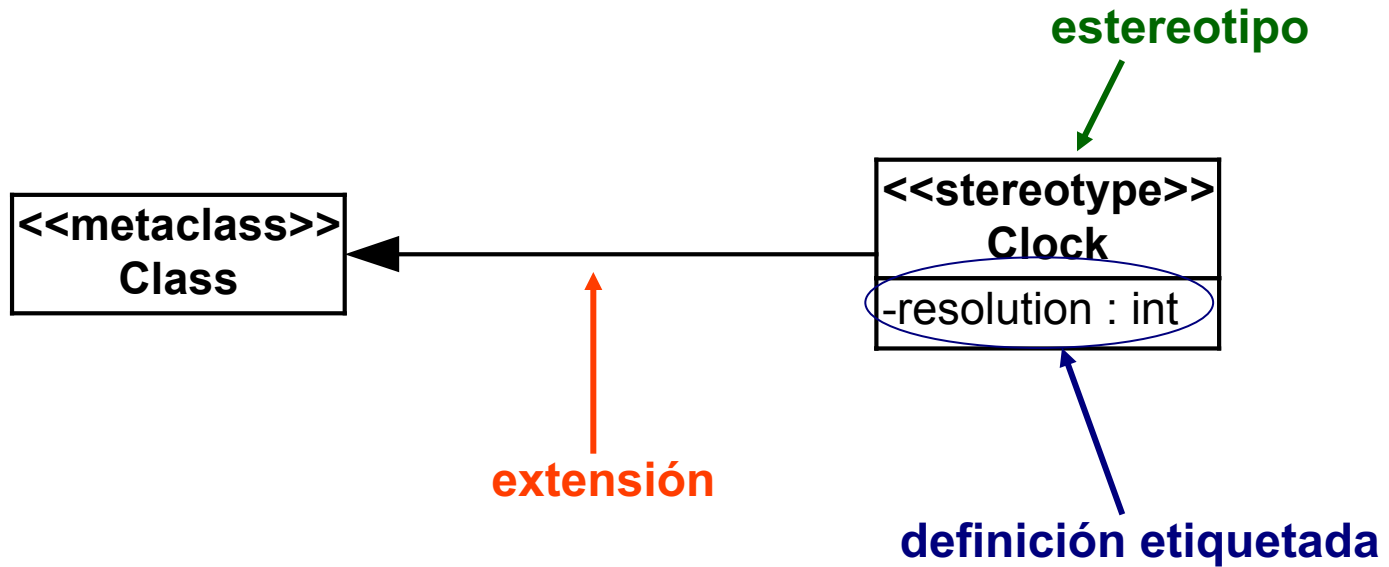 estereotipo
<<metaclass>>
Class
<<stereotype>>
Clock
-resolution : int
extensión
definición etiquetada